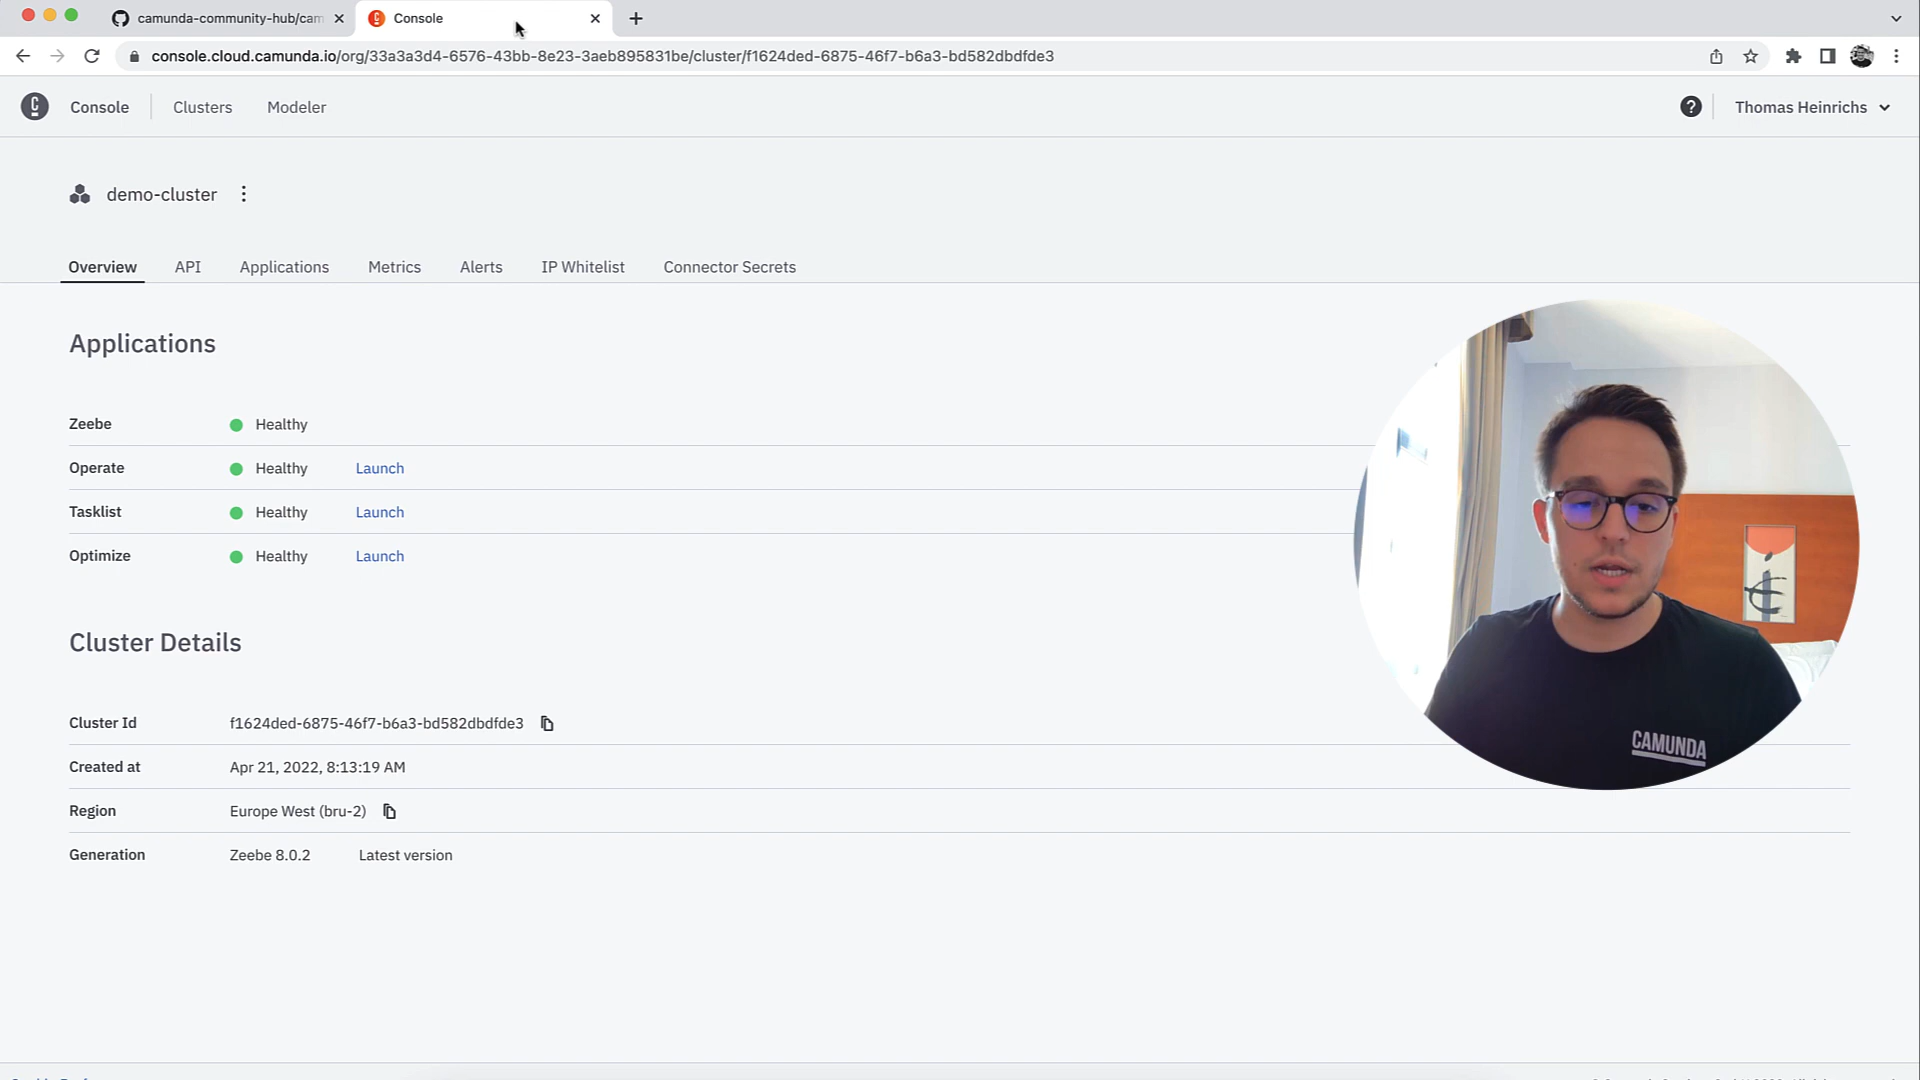 camunda-community-hub/cam
Console
console.cloud.camunda.io/org/33a3a3d4-6576-43bb-8e23-3aeb895831be/cluster/f1624ded-6875-46f7-b6a3-bd582dbdfde3
Console Clusters Modeler
? Thomas Heinrichs
demo-cluster
Overview API Applications Metrics Alerts IP Whitelist Connector Secrets
Applications
Zeebe Healthy
Operate Healthy Launch
Tasklist Healthy Launch
Optimize Healthy Launch
Cluster Details
Cluster Id f1624ded-6875-46f7-b6a3-bd582dbdfde3
CAMUNDA
Created at Apr 21, 2022, 8:13:19 AM
Region Europe West (bru-2)
Generation Zeebe 8.0.2 Latest version